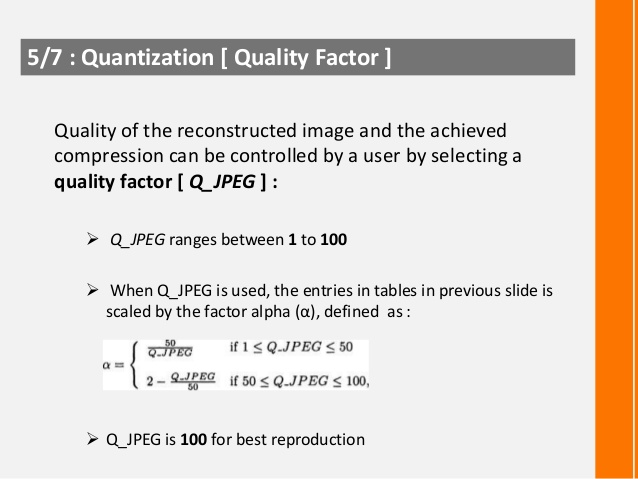 5/7 : Quantization [ Quality Factor ]
Quality of the reconstructed image and the achieved
compression can be controlled by a user by selecting a
quality factor [ Q_JPEG ] :
➢ Q_JPEG ranges between 1 to 100
➢ When Q_JPEG is used, the entries in tables in previous slide is
scaled by the factor alpha (α), defined as :
α = { 50/Q_JPEG if 1 ≤ Q_JPEG ≤ 50
2 − Q_JPEG/50 if 50 ≤ Q_JPEG ≤ 100,
➢ Q_JPEG is 100 for best reproduction